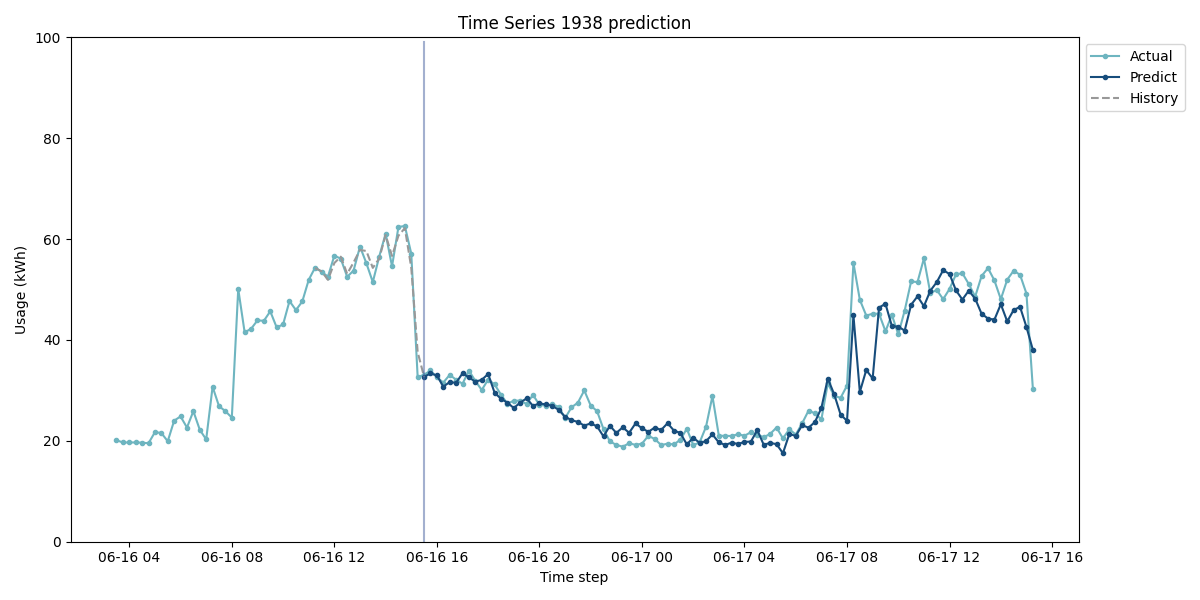 Time Series 1938 prediction
100
80
60
40
20
0
Usage (kWh)
06-16 04
06-16 08
06-16 12
06-16 16
06-16 20
06-17 00
06-17 04
06-17 08
06-17 12
06-17 16
Time step
Actual
Predict
History